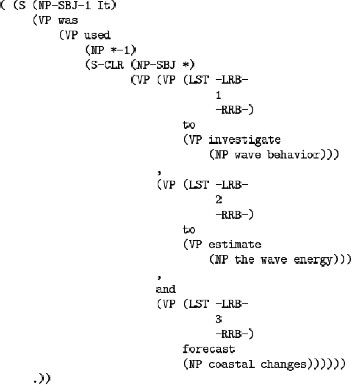 ( (S (NP-SBJ-1 It)
(VP was
(VP used
(NP *-1)
(S-CLR (NP-SBJ *)
(VP (VP (LST -LRB-
1
-RRB-)
to
(VP investigate
(NP wave behavior)))
,
(VP (LST -LRB-
2
-RRB-)
to
(VP estimate
(NP the wave energy)))
,
and
(VP (LST -LRB-
3
-RRB-)
forecast
(NP coastal changes))))))
.))